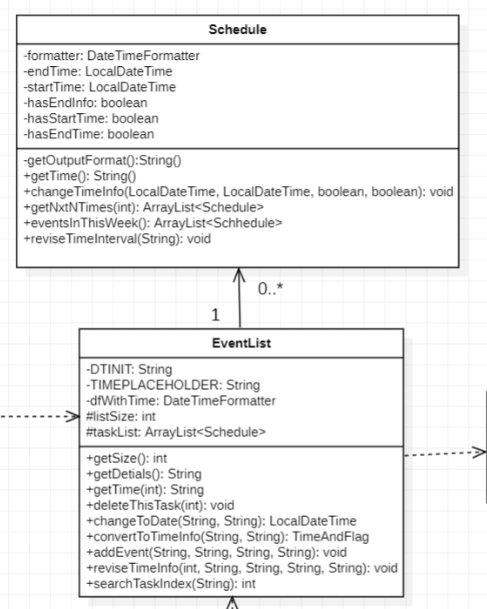 Schedule
-formatter: DateTimeFormatter
-endTime: LocalDateTime
-startTime: LocalDateTime
-hasEndInfo: boolean
-hasStartTime: boolean
-hasEndTime: boolean
-getOutputFormat():String()
+getTime(): String()
+changeTimeInfo(LocalDateTime, LocalDateTime, boolean, boolean): void
+getNxtNTimes(int): ArrayList<Schedule>
+eventsInThisWeek(): ArrayList<Schhedule>
+reviseTimeInterval(String): void
0..*
1
EventList
-DTINIT: String
-TIMEPLACEHOLDER: String
-dfWithTime: DateTimeFormatter
#listSize: int
#taskList: ArrayList<Schedule>
+getSize(): int
+getDetials(): String
+getTime(int): String
+deleteThisTask(int): void
+changeToDate(String, String): LocalDateTime
+convertToTimeInfo(String, String): TimeAndFlag
+addEvent(String, String, String, String): void
+reviseTimeInfo(int, String, String, String, String): void
+searchTaskIndex(String): int